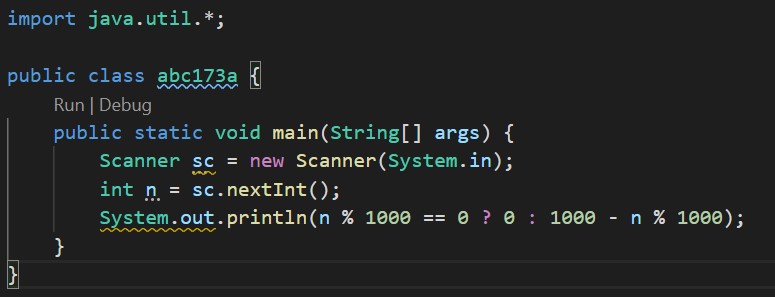 import java.util.*;
public class abc173a {
Run | Debug
public static void main(String[] args) {
Scanner sc = new Scanner(System.in);
int n = sc.nextInt();
System.out.println(n % 1000 == 0 ? 0 : 1000 - n % 1000);
}
}